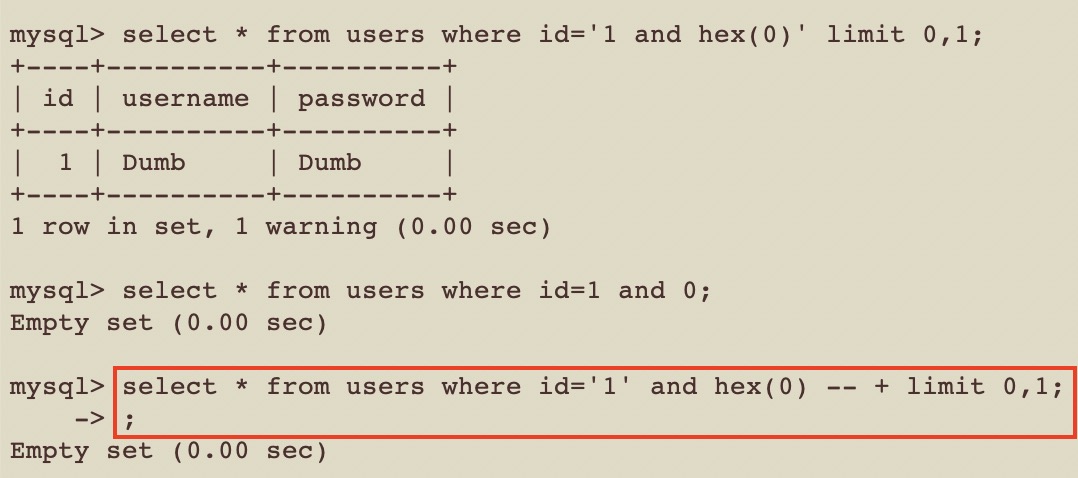 mysql> select * from users where id='1 and hex(0)' limit 0,1;
+----+----------+----------+
| id | username | password |
+----+----------+----------+
|  1 | Dumb     | Dumb     |
+----+----------+----------+
1 row in set, 1 warning (0.00 sec)
mysql> select * from users where id=1 and 0;
Empty set (0.00 sec)
mysql> select * from users where id='1' and hex(0) -- + limit 0,1;
    -> ;
Empty set (0.00 sec)